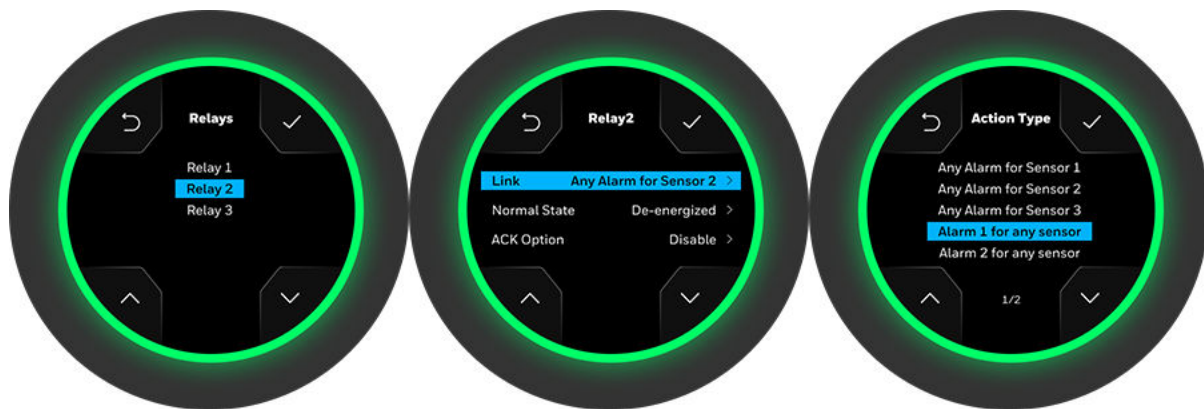 Relays
Relay 1
Relay 2
Relay 3
Relay2
Link Any Alarm for Sensor 2 >
Normal State De-energized >
ACK Option Disable >
Action Type
Any Alarm for Sensor 1
Any Alarm for Sensor 2
Any Alarm for Sensor 3
Alarm 1 for any sensor
Alarm 2 for any sensor
1/2